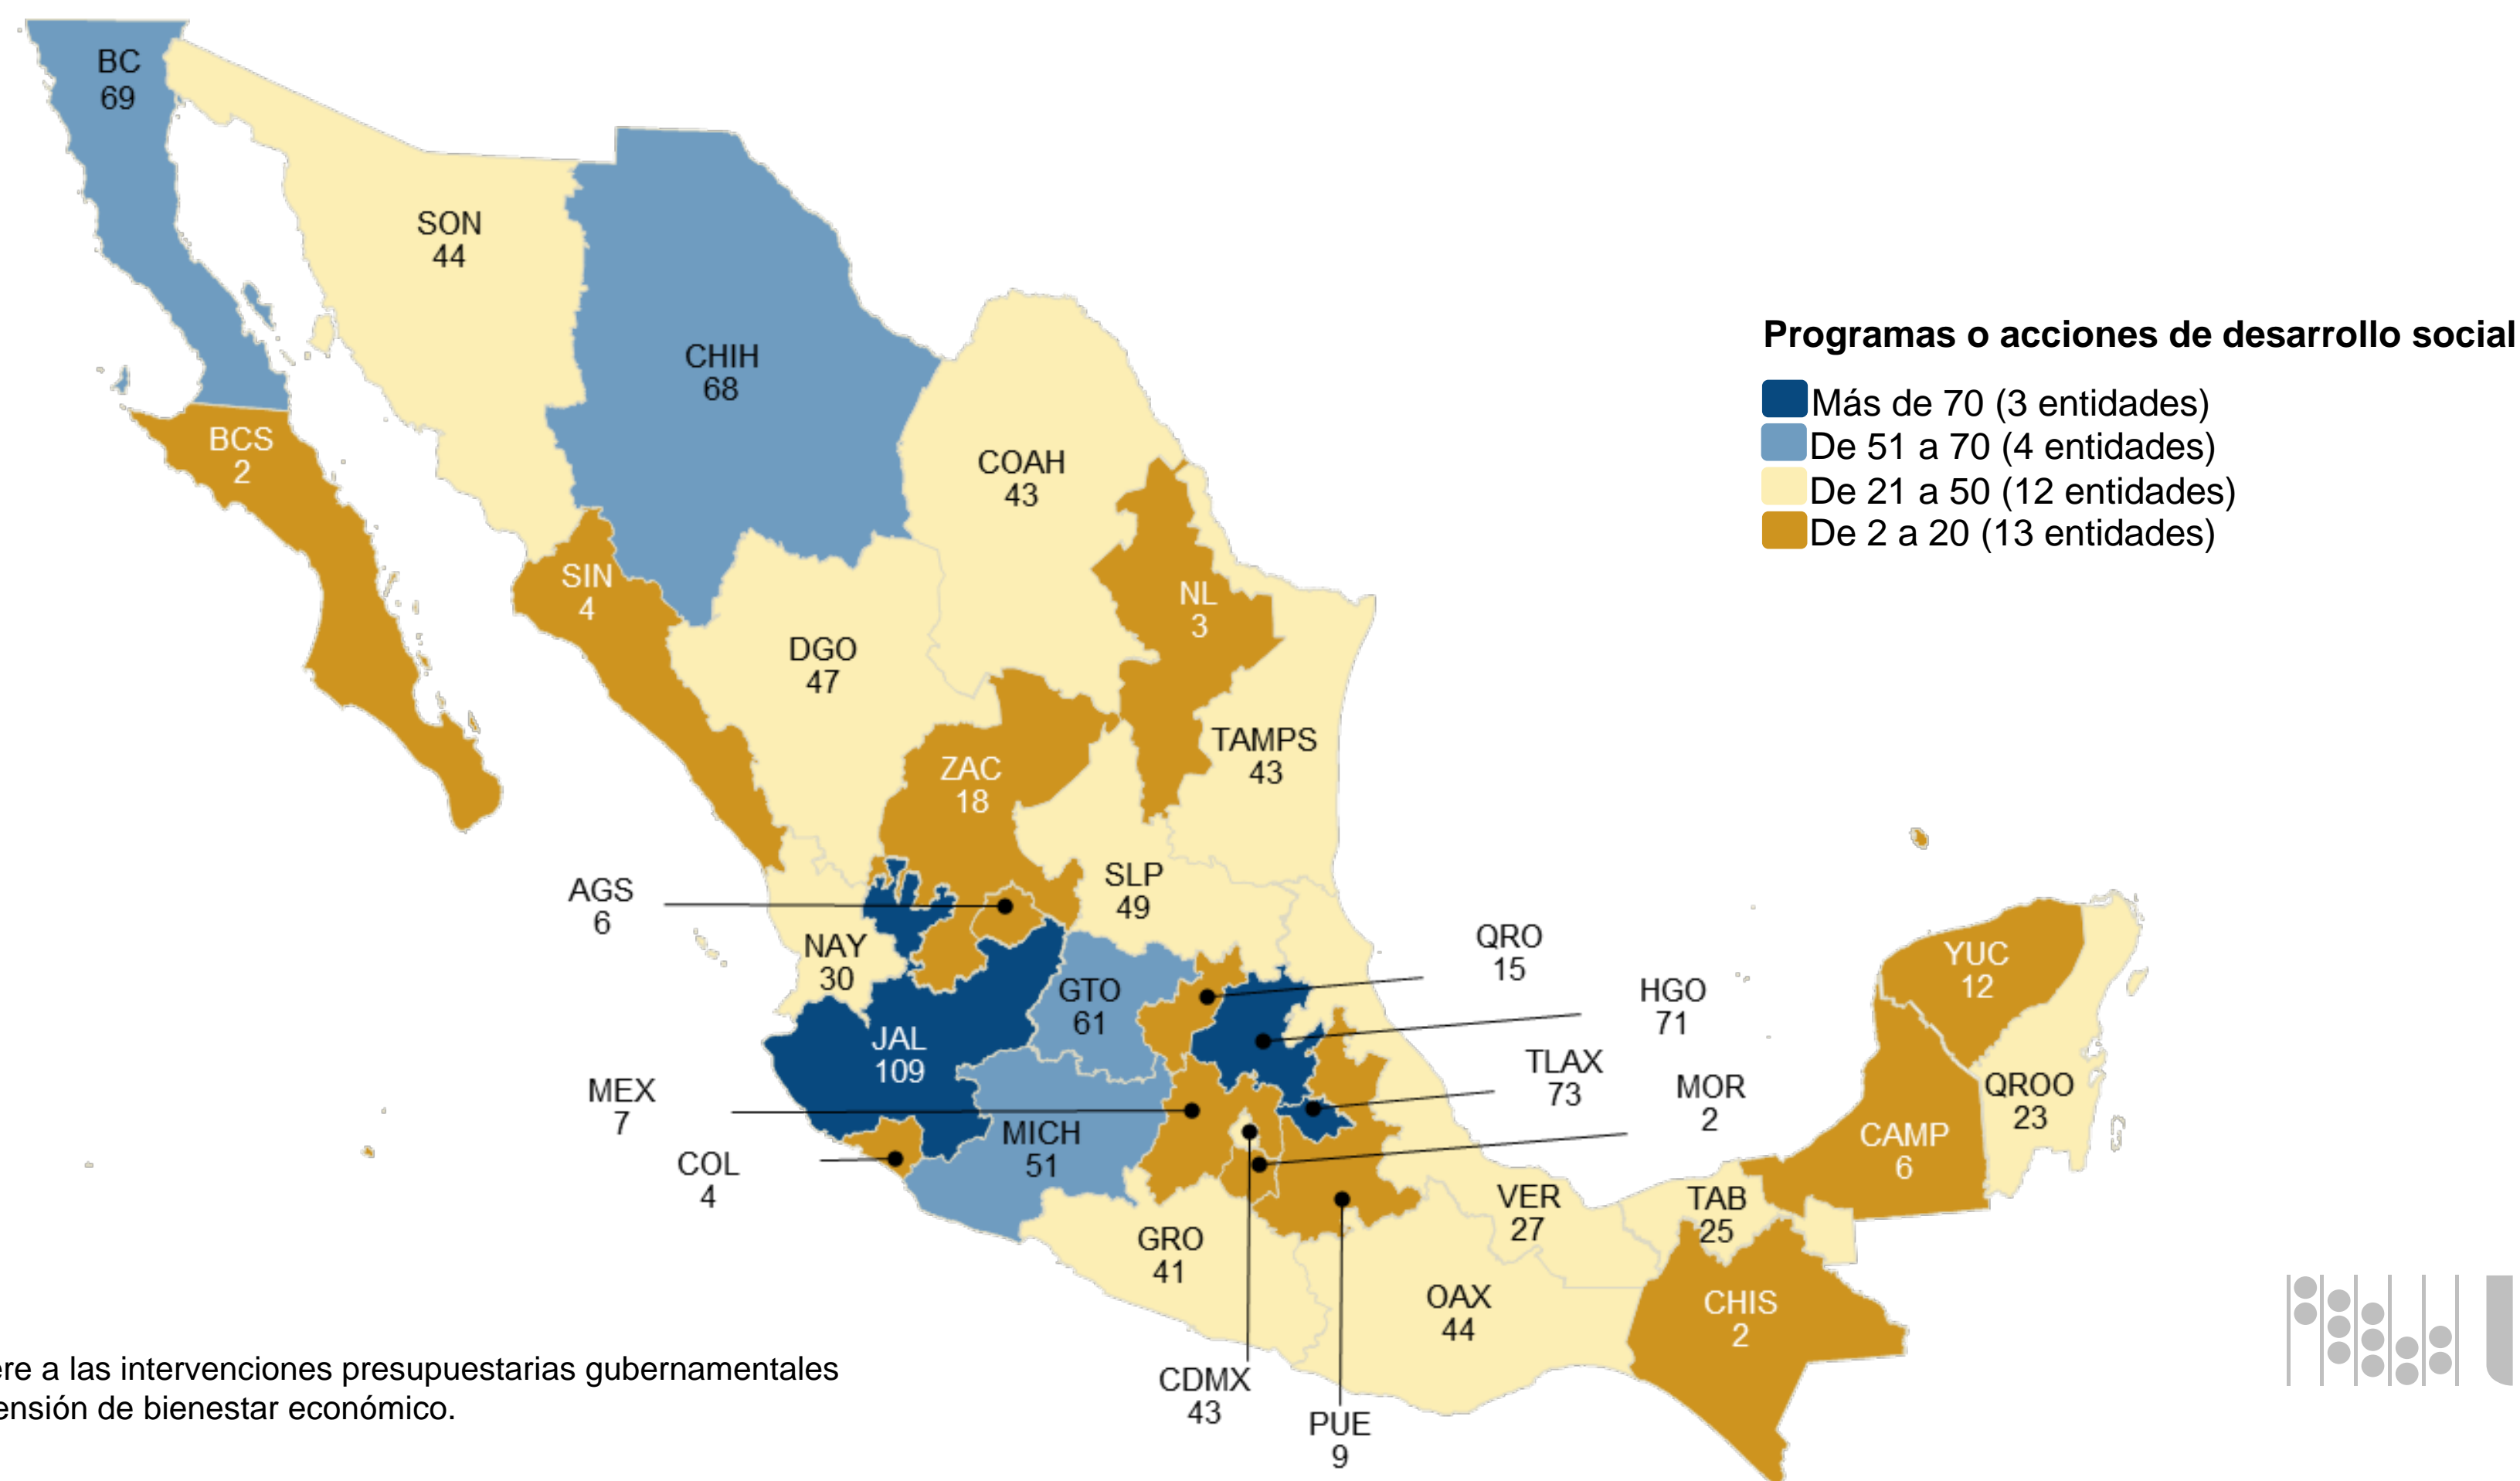 BC
69
SON
44
CHIH
68
Programas o acciones de desarrollo social
Más de 70 (3 entidades)
De 51 a 70 (4 entidades)
De 21 a 50 (12 entidades)
De 2 a 20 (13 entidades)
BCS
2
COAH
43
SIN
4
NL
3
DGO
47
TAMPS
43
ZAC
18
AGS
6
SLP
49
NAY
30
QRO
15
YUC
12
GTO
61
HGO
71
JAL
109
TLAX
73
MEX
7
MOR
2
QROO
23
COL
4
MICH
51
CAMP
6
VER
27
TAB
25
GRO
41
OAX
44
CHIS
2
CDMX
43
PUE
9
ere a las intervenciones presupuestarias gubernamentales
ensión de bienestar económico.